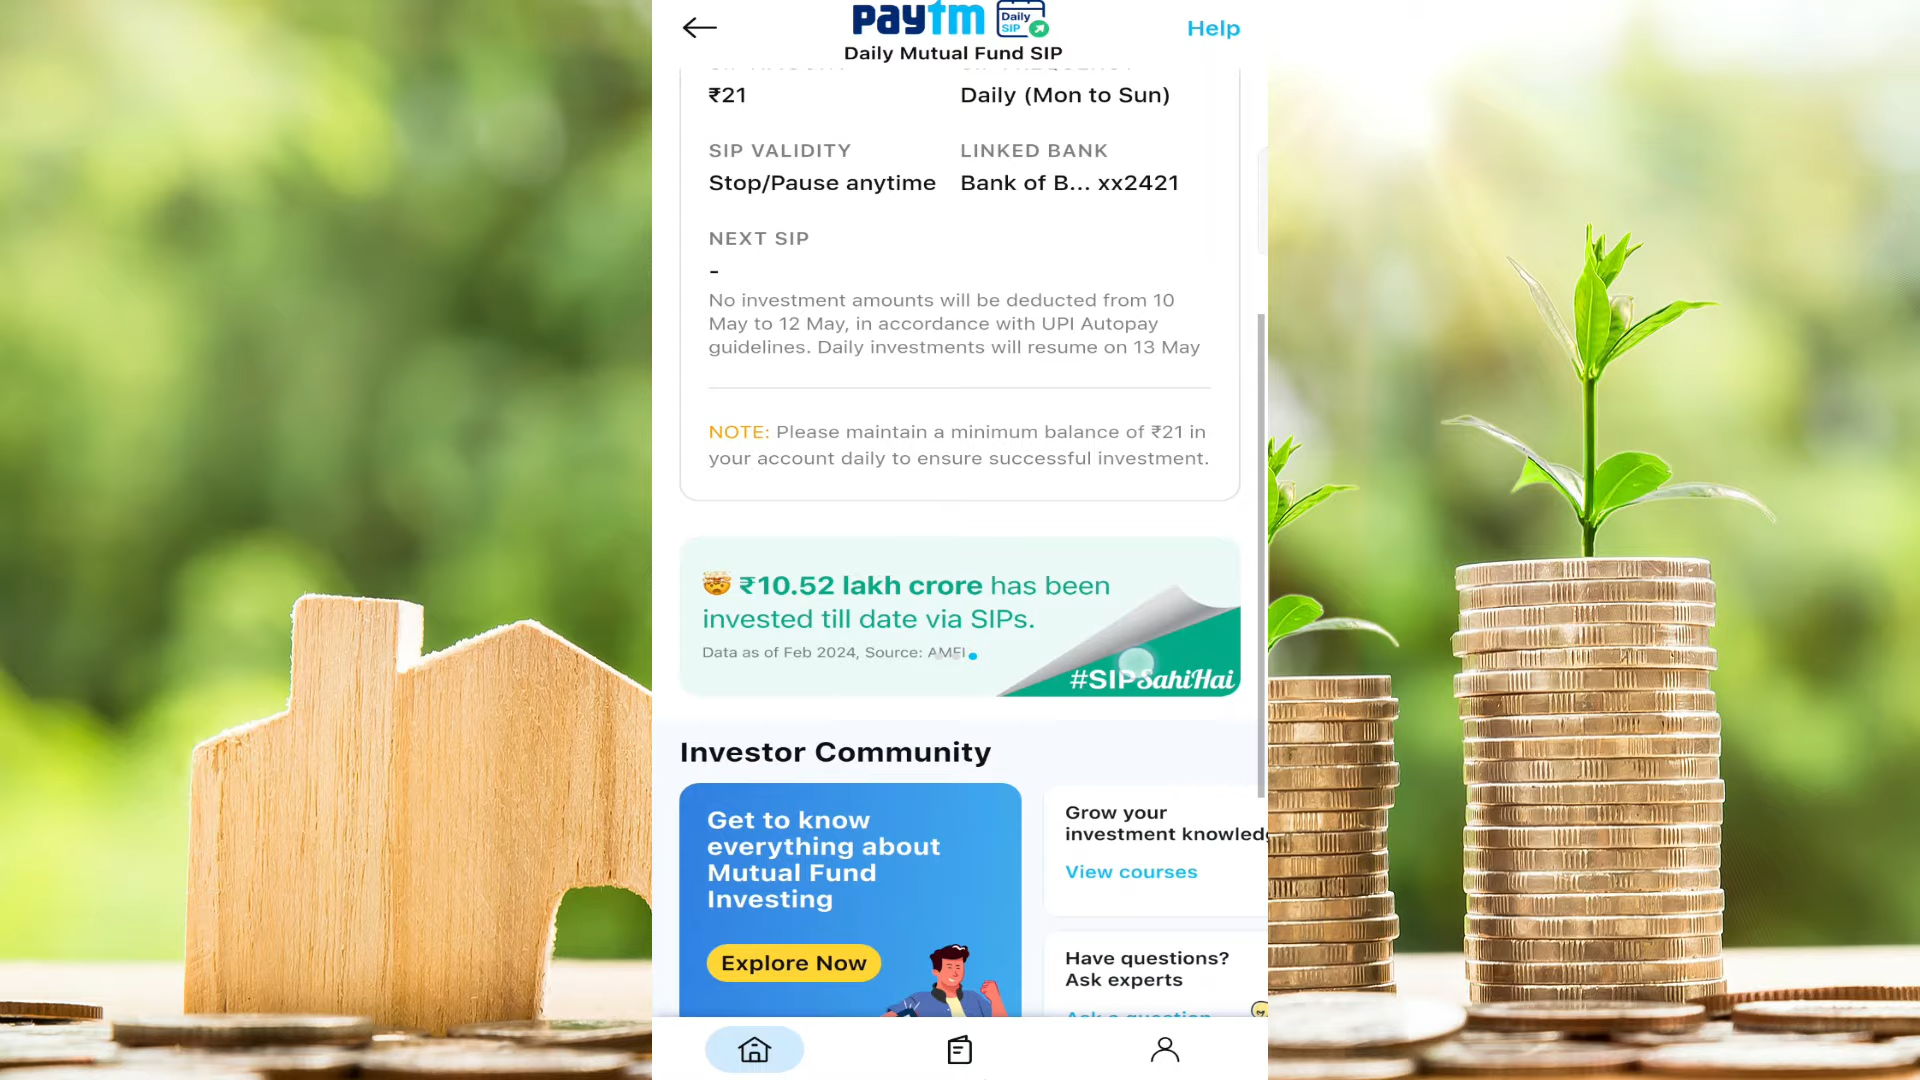 paytm Daily SIP
Help
Daily Mutual Fund SIP
₹21
Daily (Mon to Sun)
SIP VALIDITY
LINKED BANK
Stop/Pause anytime
Bank of B... xx2421
NEXT SIP
-
No investment amounts will be deducted from 10
May to 12 May, in accordance with UPI Autopay
guidelines. Daily investments will resume on 13 May
NOTE: Please maintain a minimum balance of ₹21 in
your account daily to ensure successful investment.
🤯 ₹10.52 lakh crore has been
invested till date via SIPs.
Data as of Feb 2024, Source: AMFI
#SIPSahiHai
Investor Community
Get to know
everything about
Mutual Fund
Investing
Explore Now
Grow your
investment knowledg
View courses
Have questions?
Ask experts
Ask a question